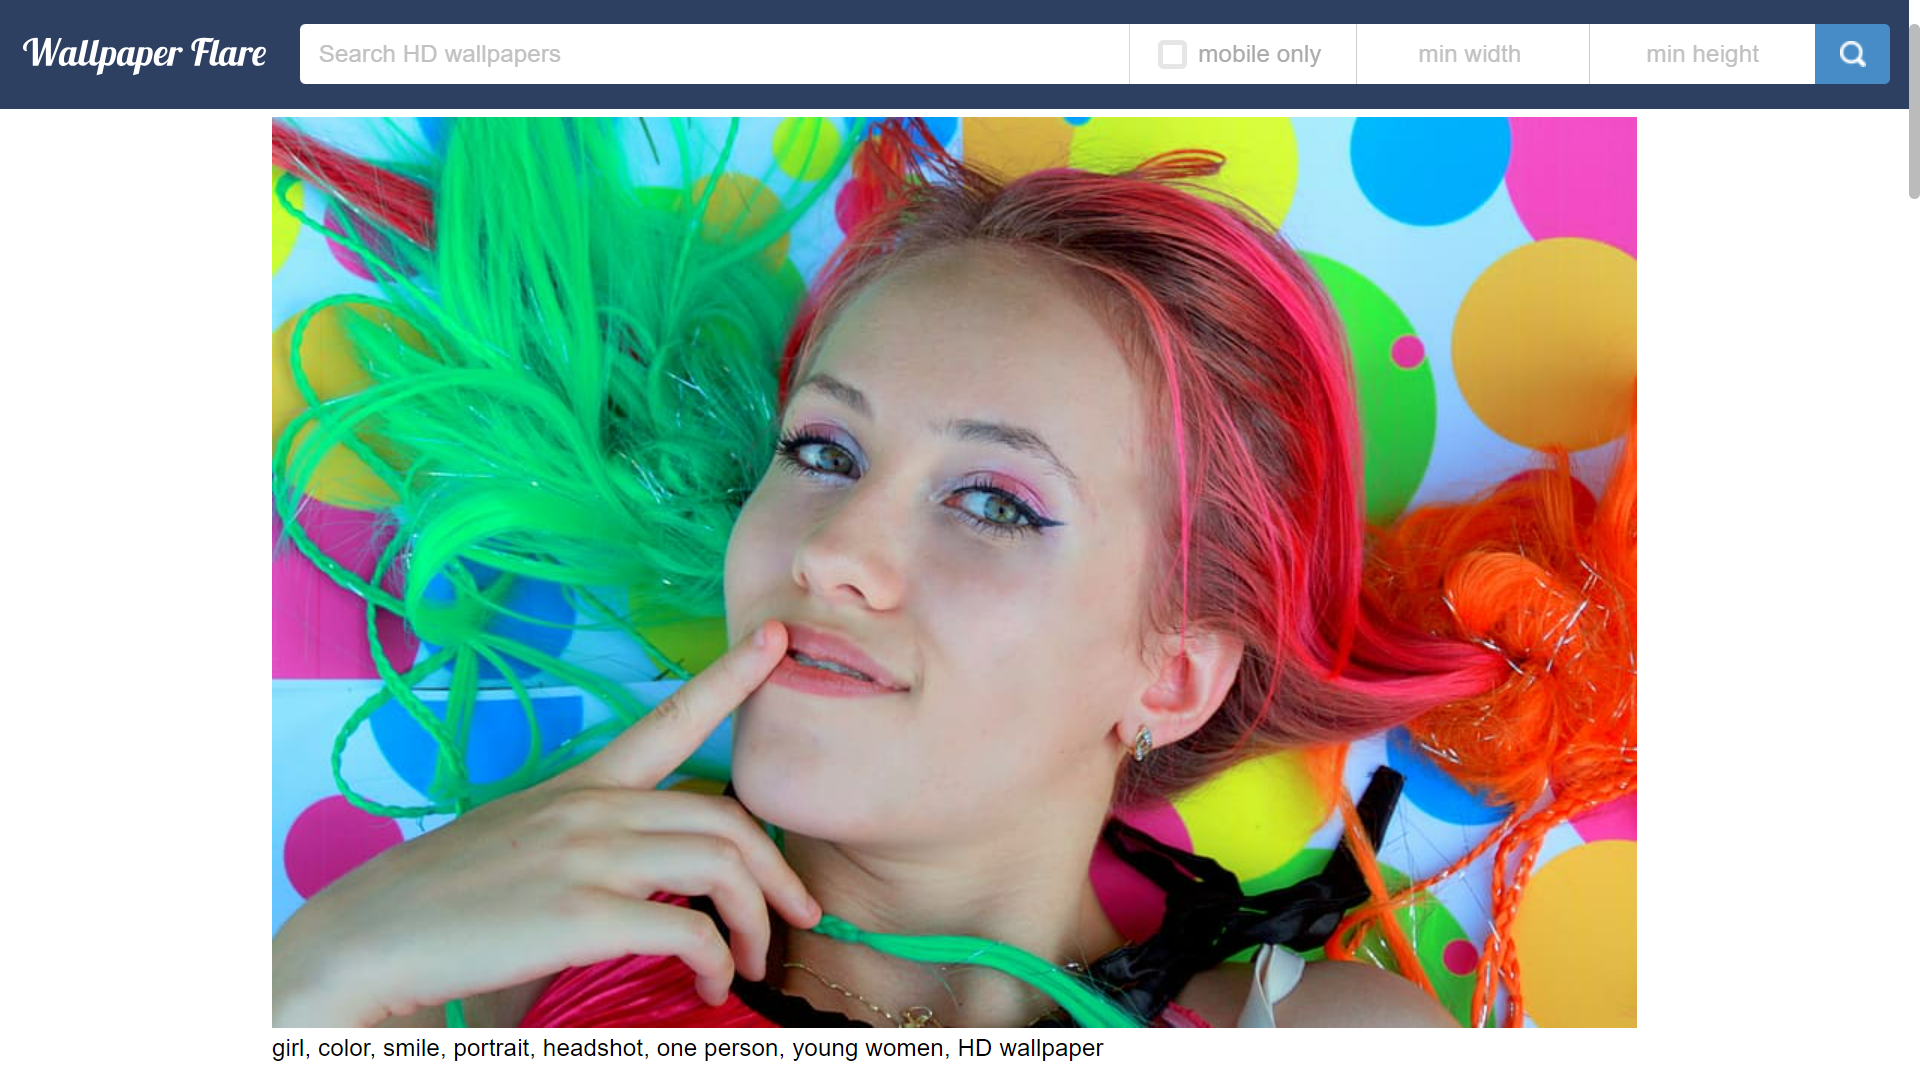 Wallpaper Flare
Search HD wallpapers
mobile only
min width
min height
girl, color, smile, portrait, headshot, one person, young women, HD wallpaper